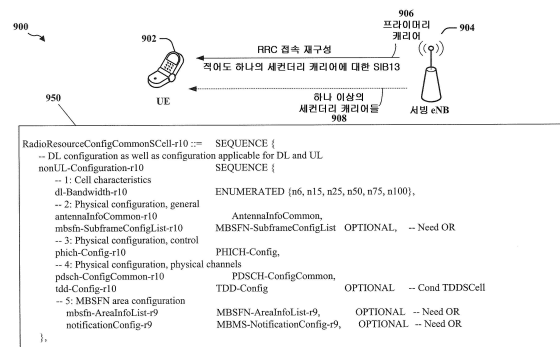 900
902
UE
RRC 접속 재구성
적어도 하나의 세컨더리 캐리어에 대한 SIB13
906
프라이머리
캐리어
904
하나 이상의
세컨더리 캐리어들
908
서빙 eNB
950
RadioResourceConfigCommonSCell-r10 ::= SEQUENCE {
-- DL configuration as well as configuration applicable for DL and UL
nonUL-Configuration-r10 SEQUENCE {
-- 1: Cell characteristics
dl-Bandwidth-r10 ENUMERATED {n6, n15, n25, n50, n75, n100},
-- 2: Physical configuration, general
antennaInfoCommon-r10 AntennaInfoCommon,
mbsfn-SubframeConfigList-r10 MBSFN-SubframeConfigList OPTIONAL, -- Need OR
-- 3: Physical configuration, control
phich-Config-r10 PHICH-Config,
-- 4: Physical configuration, physical channels
pdsch-ConfigCommon-r10 PDSCH-ConfigCommon,
tdd-Config-r10 TDD-Config OPTIONAL -- Cond TDDSCell
-- 5: MBSFN area configuration
mbsfn-AreaInfoList-r9 MBSFN-AreaInfoList-r9, OPTIONAL -- Need OR
notificationConfig-r9 MBMS-NotificationConfig-r9, OPTIONAL -- Need OR
},